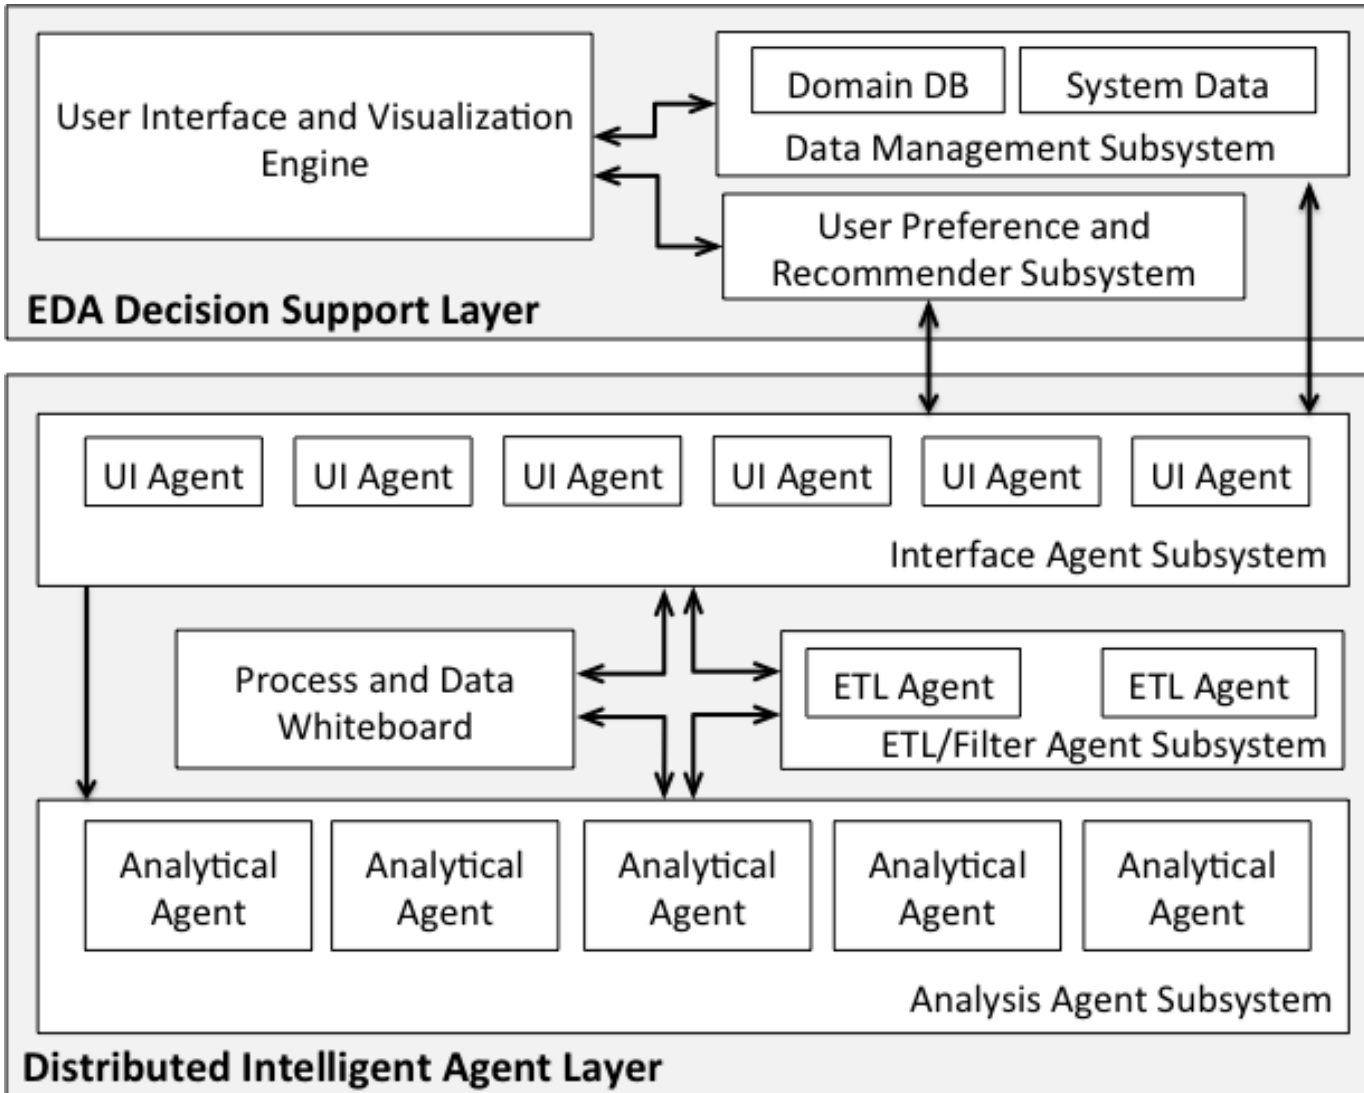 User Interface and Visualization
Engine
Domain DB
System Data
Data Management Subsystem
User Preference and
Recommender Subsystem
EDA Decision Support Layer
UI Agent
UI Agent
UI Agent
UI Agent
UI Agent
UI Agent
Interface Agent Subsystem
Process and Data
Whiteboard
ETL Agent
ETL Agent
ETL/Filter Agent Subsystem
Analytical
Agent
Analytical
Agent
Analytical
Agent
Analytical
Agent
Analytical
Agent
Analysis Agent Subsystem
Distributed Intelligent Agent Layer